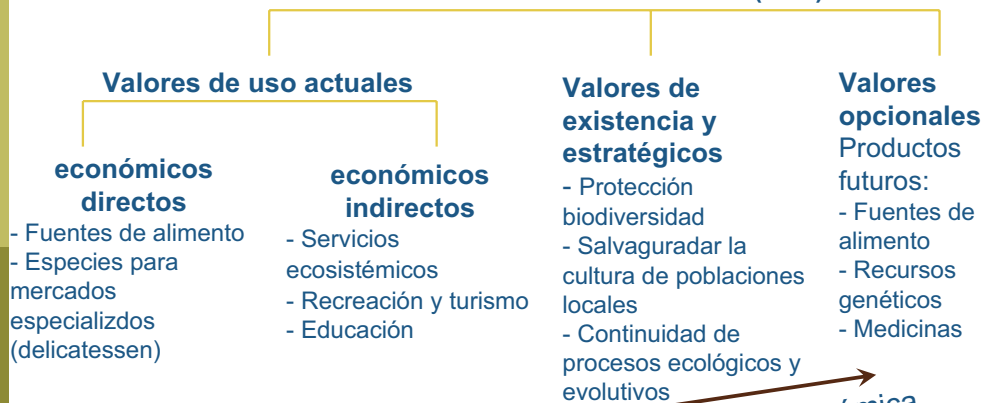 Valores de uso actuales
económicos
directos
- Fuentes de alimento
- Especies para
mercados
especializdos
(delicatessen)
económicos
indirectos
- Servicios
ecosistémicos
- Recreación y turismo
- Educación
Valores de
existencia y
estratégicos
- Protección
biodiversidad
- Salvaguradar la
cultura de poblaciones
locales
- Continuidad de
procesos ecológicos y
evolutivos
Valores
opcionales
Productos
futuros:
- Fuentes de
alimento
- Recursos
genéticos
- Medicinas